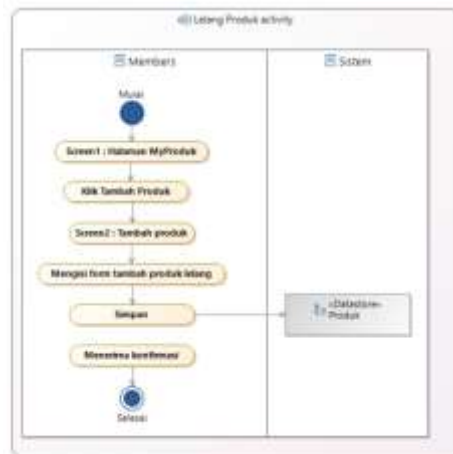 Lelang Produk activity
Members
Sistem
Mulai
Screen1 : Halaman MyProduk
Klik Tambah Produk
Screen2 : Tambah produk
Mengisi form tambah produk lelang
Simpan
«Datastore»
Produk
Menerima konfirmasi
Selesai